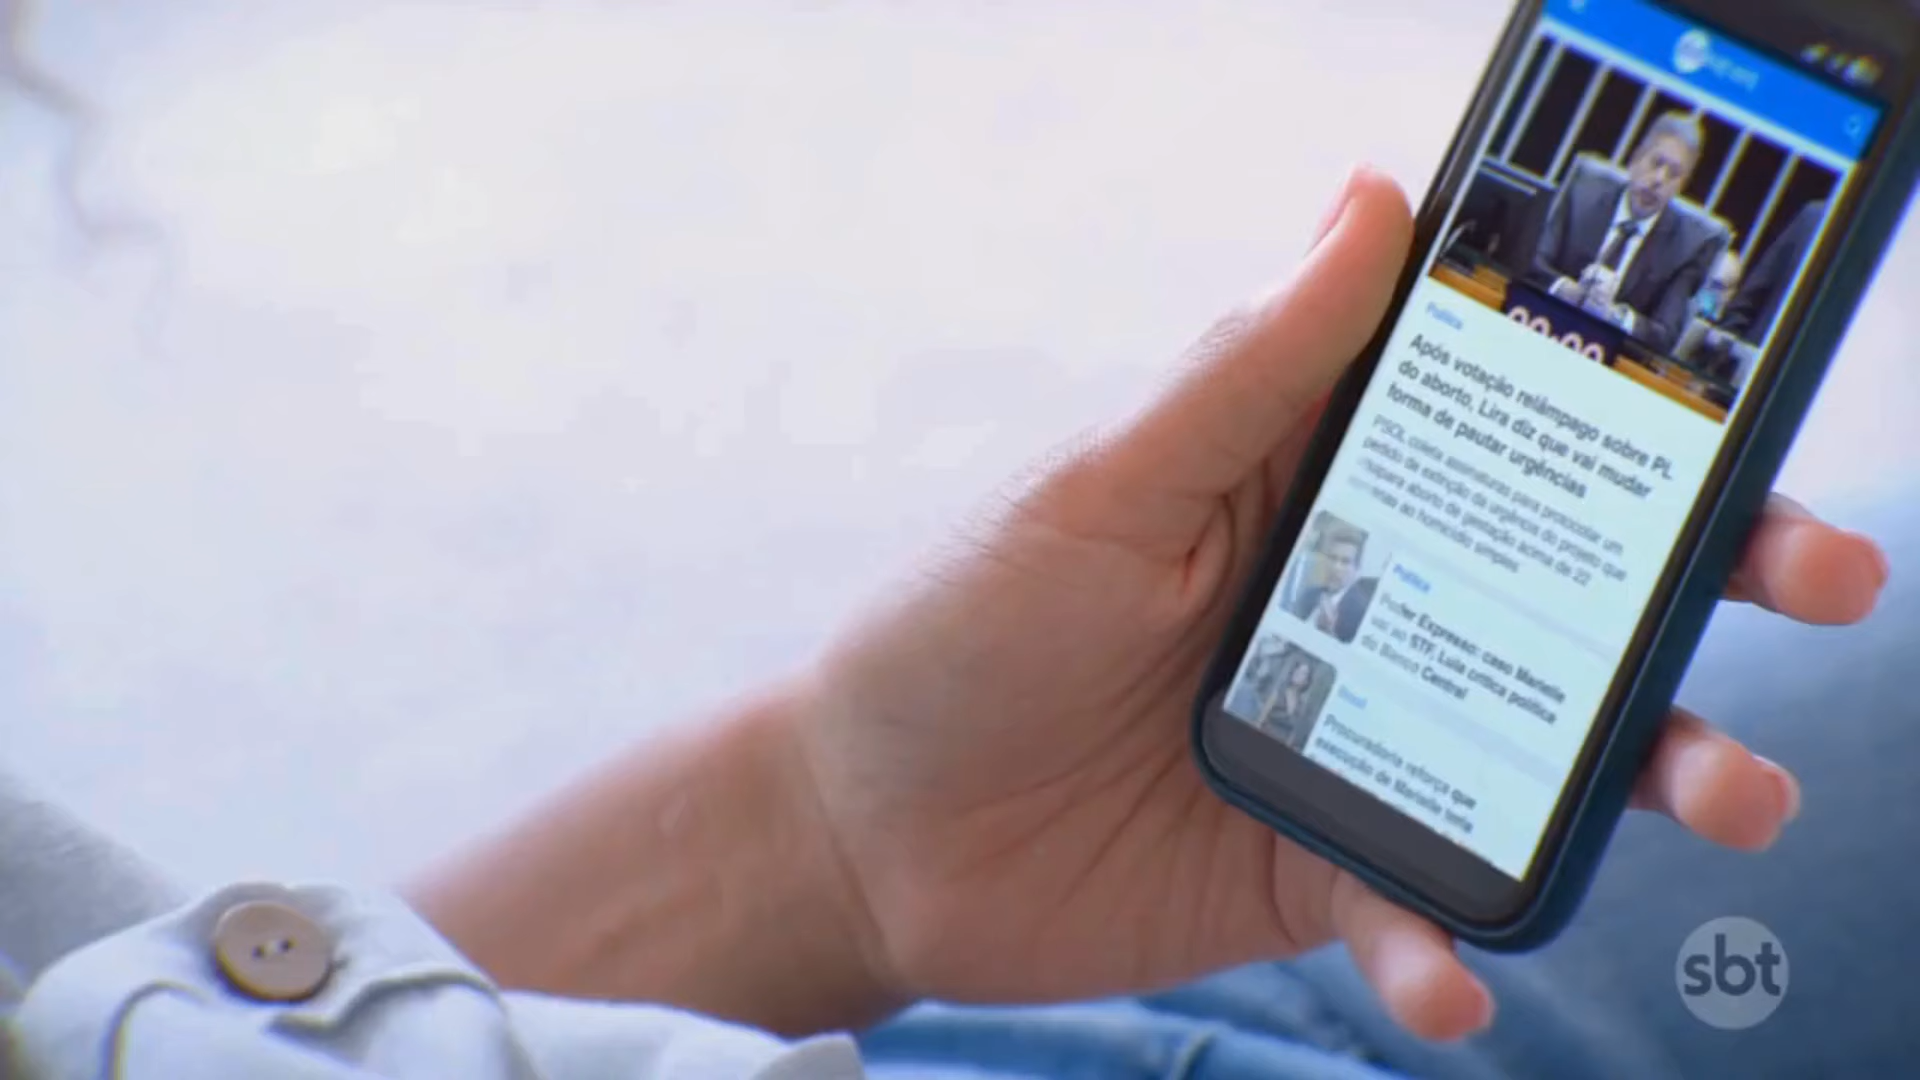 Política
Após votação relâmpago sobre PL
do aborto, Lira diz que vai mudar
forma de pautar urgências
PSOL coleta assinaturas para protocolar um
pedido de extinção da urgência do projeto que
equipara aborto de gestação acima de 22
ao homicídio simples
Política
Poder Expresso: caso Marielle
vai ao STF, Lula critica política
do Banco Central
Brasil
Procuradoria reforça que
execução de Marielle teria
sbt